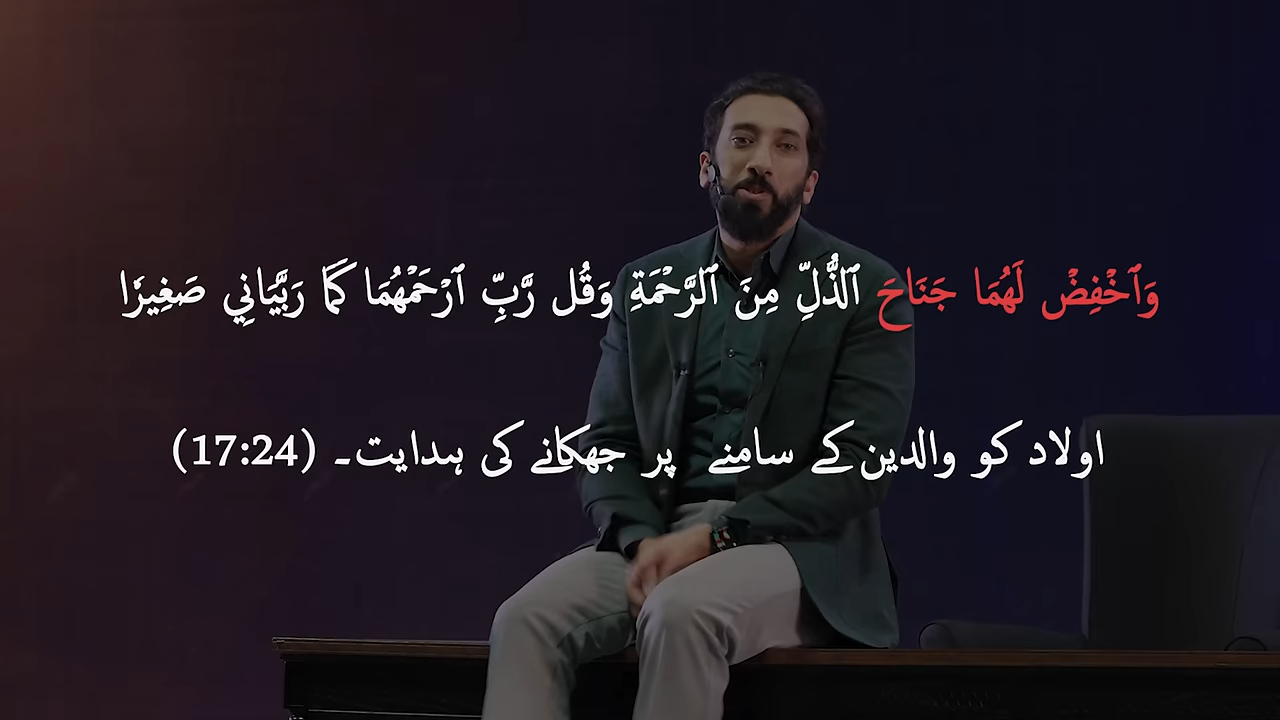 وَٱخْفِضْ لَهُمَا جَنَاحَ ٱلذُّلِّ مِنَ ٱلرَّحْمَةِ وَقُل رَّبِّ ٱرْحَمْهُمَا كَمَا رَبَّيَانِي صَغِيرًا
اولاد کو والدین کے سامنے پر جھکانے کی ہدایت۔ (17:24)